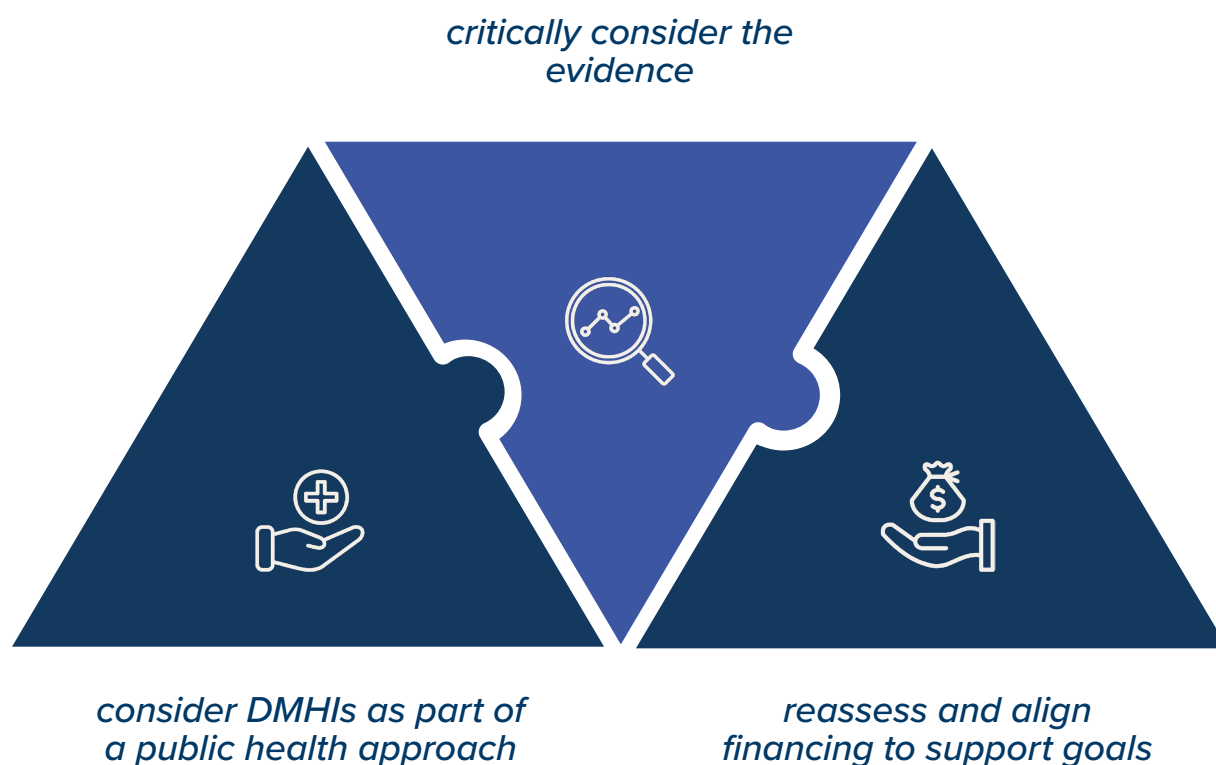 critically consider the
evidence
$
consider DMHIs as part of
a public health approach
reassess and align
financing to support goals